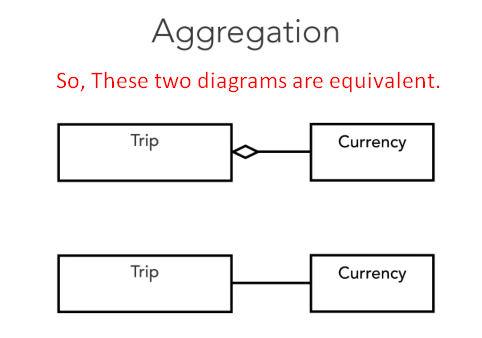 Aggregation
So, These two diagrams are equivalent.
Trip
Currency
Trip
Currency